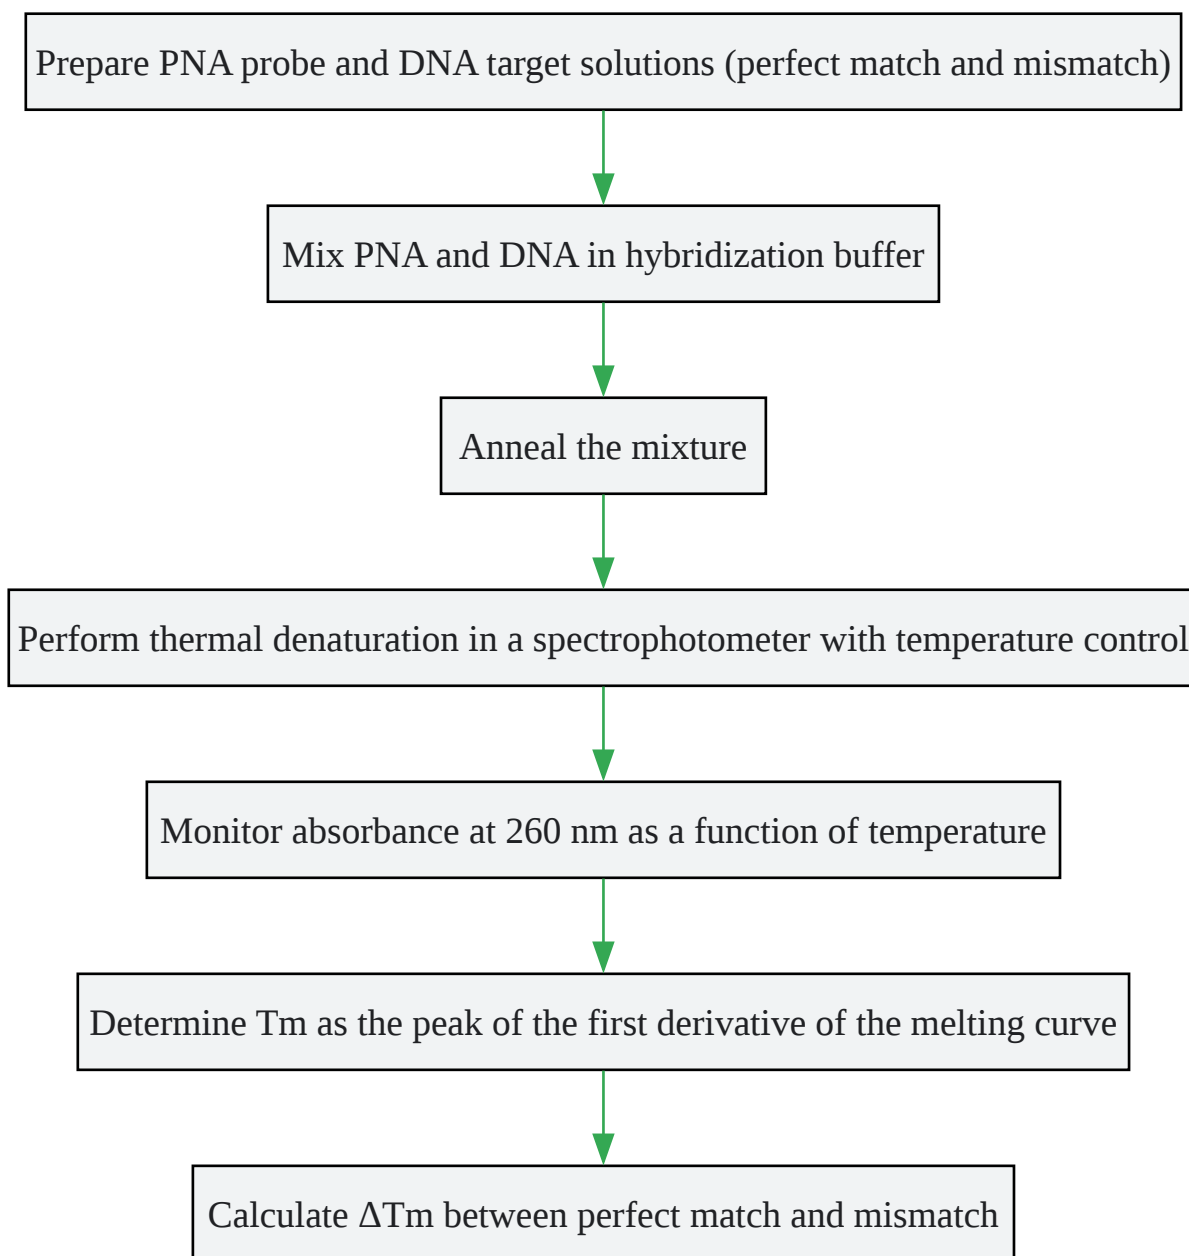 Prepare PNA probe and DNA target solutions (perfect match and mismatch)
Mix PNA and DNA in hybridization buffer
Anneal the mixture
Perform thermal denaturation in a spectrophotometer with temperature control
Monitor absorbance at 260 nm as a function of temperature
Determine Tm as the peak of the first derivative of the melting curve
Calculate ΔTm between perfect match and mismatch